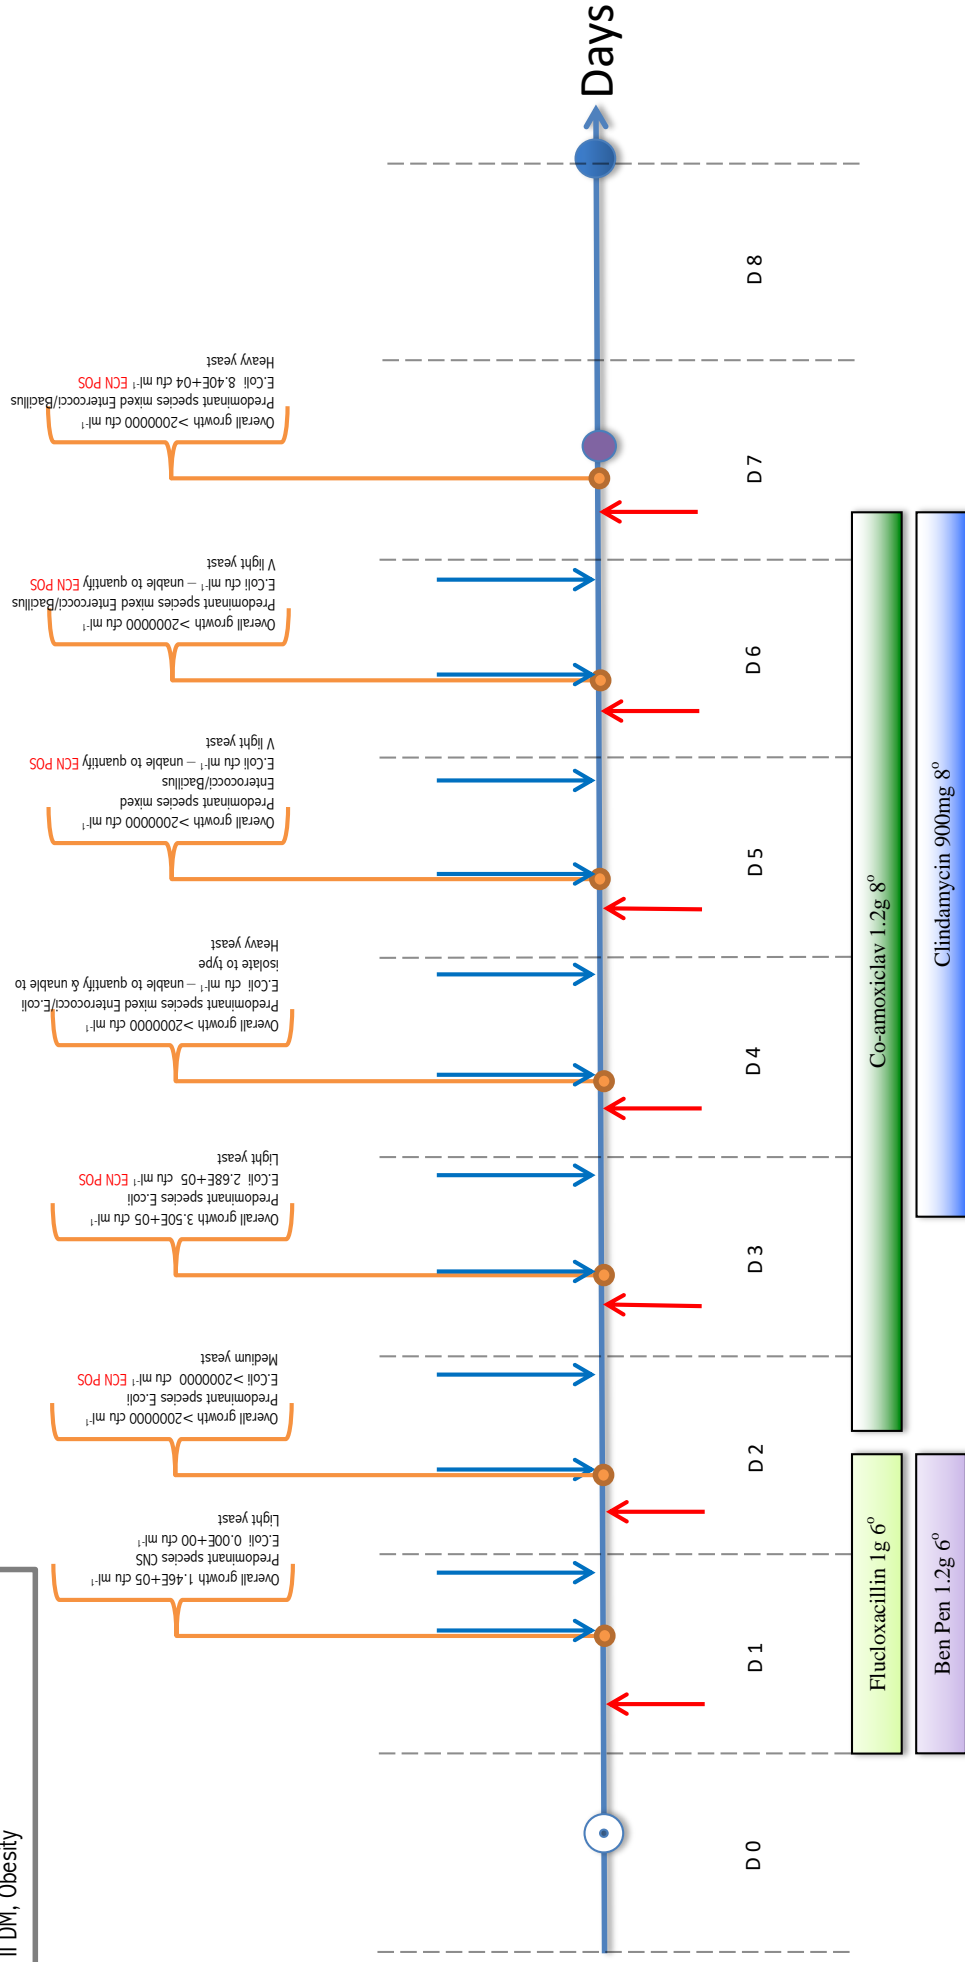 II DM, Obesity
Overall growth 1.46E+05 cfu ml-1
Predominant species CNS
E.Coli 0.00E+00 cfu ml-1
Light yeast
Overall growth >2000000 cfu ml-1
Predominant species E.coli
E.Coli >2000000 cfu ml-1 ECN POS
Medium yeast
Overall growth 3.50E+05 cfu ml-1
Predominant species E.coli
E.Coli 2.68E+05 cfu ml-1 ECN POS
Light yeast
Overall growth >2000000 cfu ml-1
Predominant species mixed Enterococci/E.coli
E.Coli cfu ml-1 – unable to quantify & unable to
isolate to type
Heavy yeast
Overall growth >2000000 cfu ml-1
Predominant species mixed
Enterococci/Bacillus
E.Coli cfu ml-1 – unable to quantify ECN POS
V light yeast
Overall growth >2000000 cfu ml-1
Predominant species mixed Entercocci/Bacillus
E.Coli cfu ml-1 – unable to quantify ECN POS
V light yeast
Overall growth >2000000 cfu ml-1
Predominant species mixed Entercocci/Bacillus
E.Coli 8.40E+04 cfu ml-1 ECN POS
Heavy yeast
Days
D 0
D 1
D 2
D 3
D 4
D 5
D 6
D 7
D 8
Flucloxacillin 1g 6°
Co-amoxiclav 1.2g 8°
Ben Pen 1.2g 6°
Clindamycin 900mg 8°